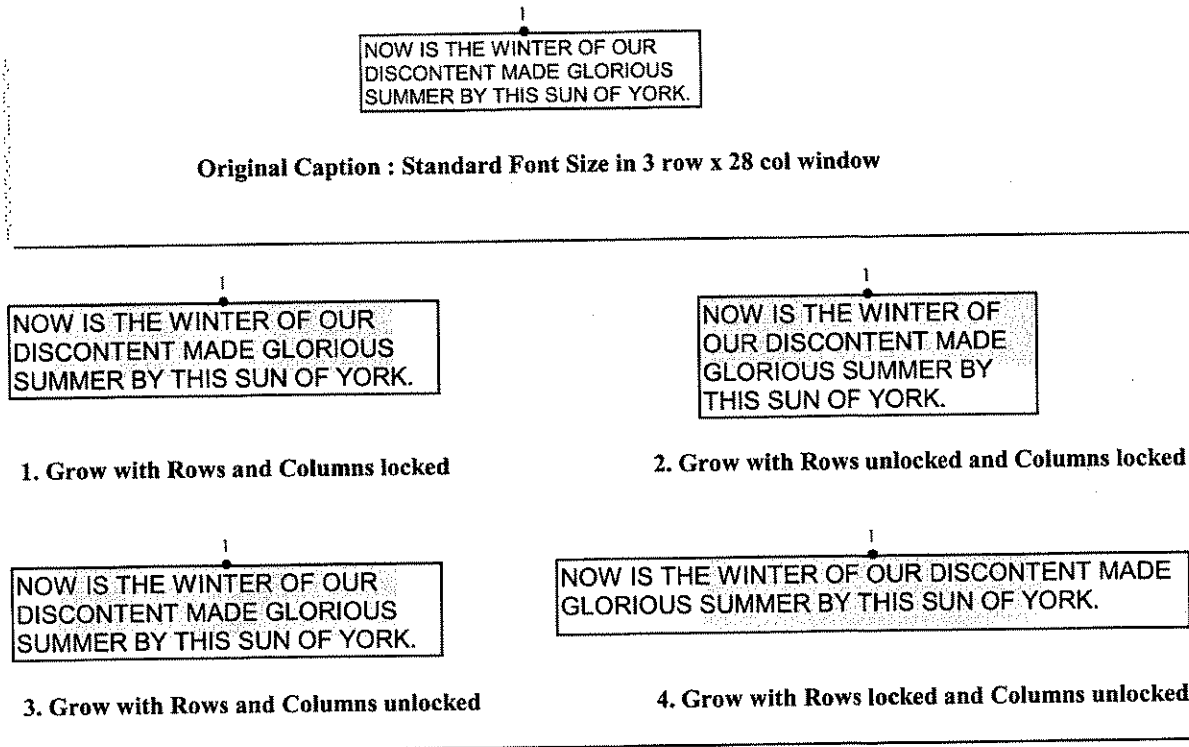 1
NOW IS THE WINTER OF OUR
DISCONTENT MADE GLORIOUS
SUMMER BY THIS SUN OF YORK.
Original Caption : Standard Font Size in 3 row x 28 col window
1
NOW IS THE WINTER OF OUR
DISCONTENT MADE GLORIOUS
SUMMER BY THIS SUN OF YORK.
1. Grow with Rows and Columns locked
1
NOW IS THE WINTER OF
OUR DISCONTENT MADE
GLORIOUS SUMMER BY
THIS SUN OF YORK.
2. Grow with Rows unlocked and Columns locked
1
NOW IS THE WINTER OF OUR
DISCONTENT MADE GLORIOUS
SUMMER BY THIS SUN OF YORK.
3. Grow with Rows and Columns unlocked
1
NOW IS THE WINTER OF OUR DISCONTENT MADE
GLORIOUS SUMMER BY THIS SUN OF YORK.
4. Grow with Rows locked and Columns unlocked